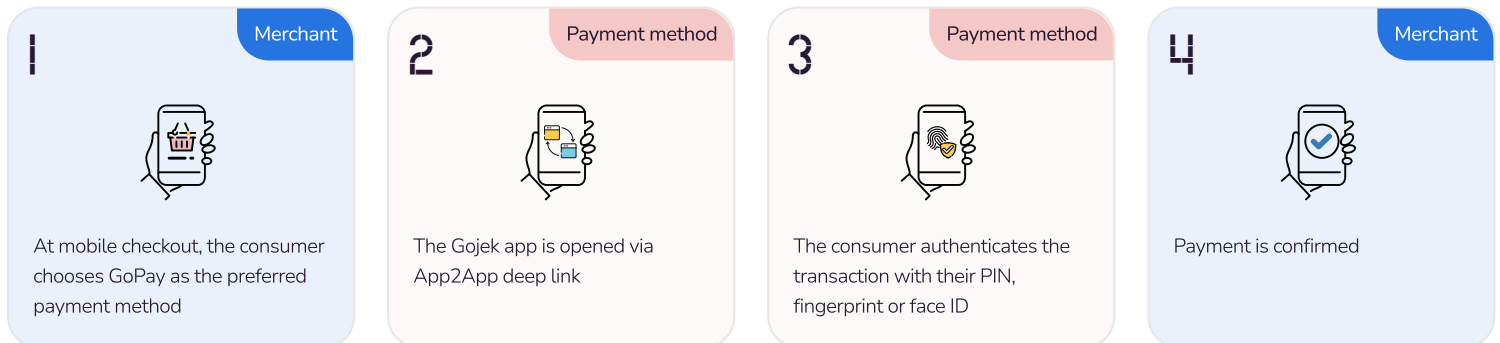 1
Merchant
At mobile checkout, the consumer
chooses GoPay as the preferred
payment method
2
Payment method
The Gojek app is opened via
App2App deep link
3
Payment method
The consumer authenticates the
transaction with their PIN,
fingerprint or face ID
4
Merchant
Payment is confirmed